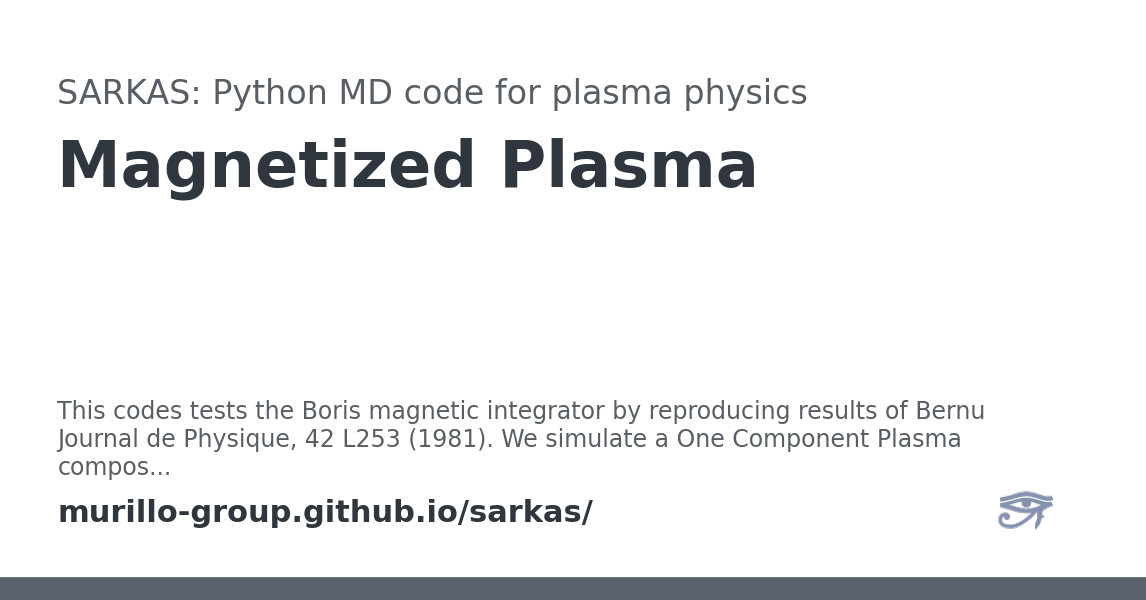 SARKAS: Python MD code for plasma physics
Magnetized Plasma
This codes tests the Boris magnetic integrator by reproducing results of Bernu
Journal de Physique, 42 L253 (1981). We simulate a One Component Plasma
compos...
murillo-group.github.io/sarkas/